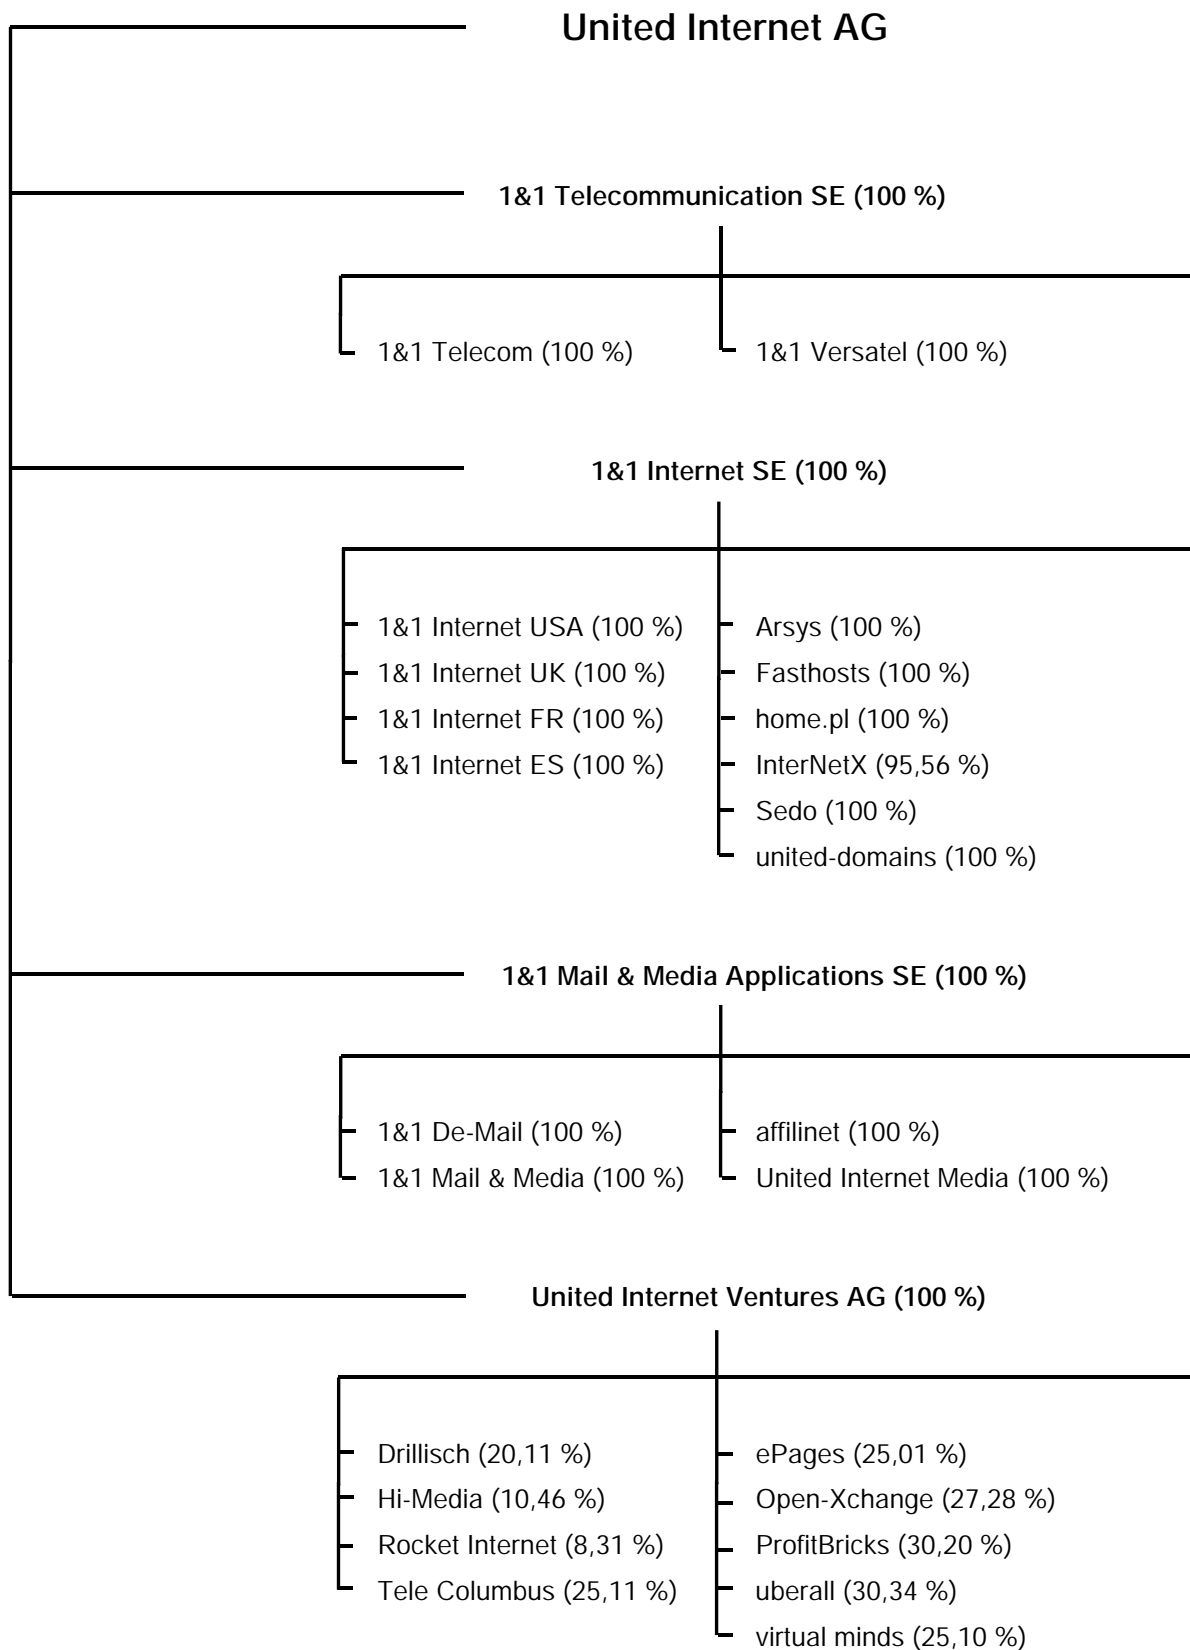 United Internet AG
1&1 Telecommunication SE (100 %)
1&1 Telecom (100 %)
1&1 Versatel (100 %)
1&1 Internet SE (100 %)
1&1 Internet USA (100 %)
1&1 Internet UK (100 %)
1&1 Internet FR (100 %)
1&1 Internet ES (100 %)
Arsys (100 %)
Fasthosts (100 %)
home.pl (100 %)
InterNetX (95,56 %)
Sedo (100 %)
united-domains (100 %)
1&1 Mail & Media Applications SE (100 %)
1&1 De-Mail (100 %)
1&1 Mail & Media (100 %)
affilinet (100 %)
United Internet Media (100 %)
United Internet Ventures AG (100 %)
Drillisch (20,11 %)
Hi-Media (10,46 %)
Rocket Internet (8,31 %)
Tele Columbus (25,11 %)
ePages (25,01 %)
Open-Xchange (27,28 %)
ProfitBricks (30,20 %)
uberall (30,34 %)
virtual minds (25,10 %)